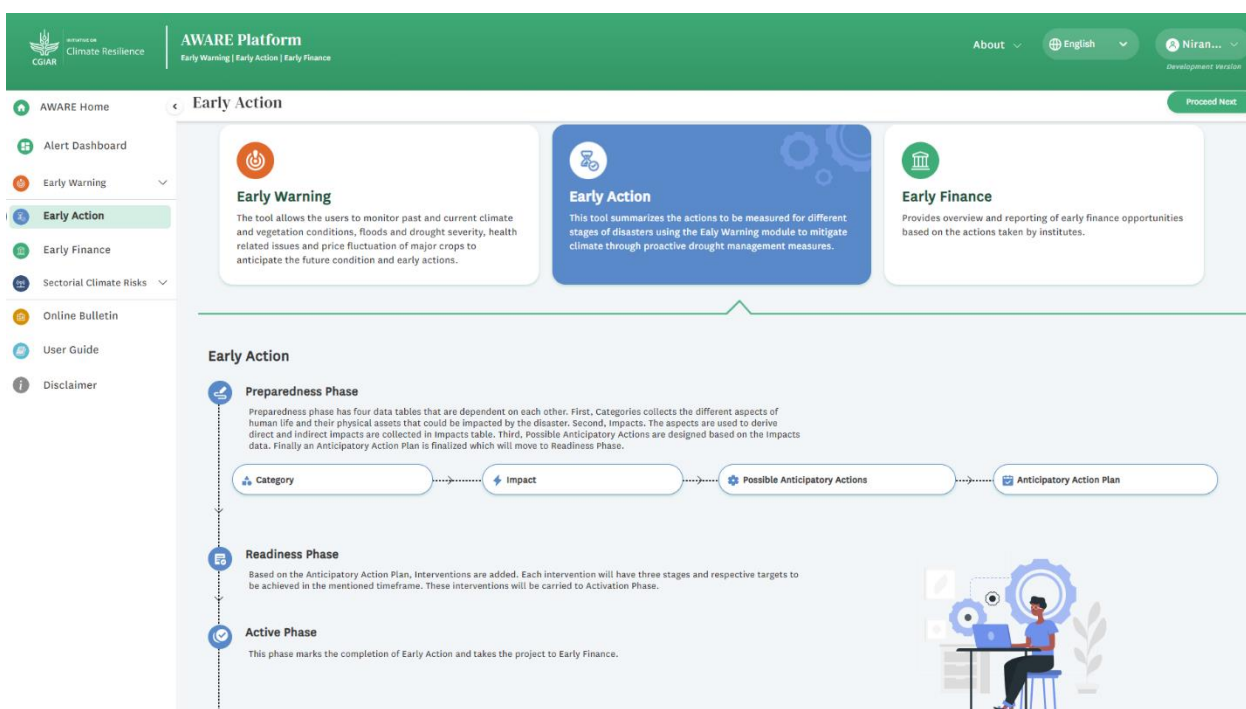 INITIATIVE ON
Climate Resilience
CGIAR
AWARE Platform
Early Warning | Early Action | Early Finance
About
English
Niran...
Development Version
AWARE Home
Early Action
Proceed Next
Alert Dashboard
Early Warning
Early Action
Early Finance
Sectorial Climate Risks
Online Bulletin
User Guide
Disclaimer
Early Warning
The tool allows the users to monitor past and current climate
and vegetation conditions, floods and drought severity, health
related issues and price fluctuation of major crops to
anticipate the future condition and early actions.
Early Action
This tool summarizes the actions to be measured for different
stages of disasters using the Ealy Warning module to mitigate
climate through proactive drought management measures.
Early Finance
Provides overview and reporting of early finance opportunities
based on the actions taken by institutes.
Early Action
Preparedness Phase
Preparedness phase has four data tables that are dependent on each other. First, Categories collects the different aspects of
human life and their physical assets that could be impacted by the disaster. Second, Impacts. The aspects are used to derive
direct and indirect impacts are collected in Impacts table. Third, Possible Anticipatory Actions are designed based on the Impacts
data. Finally an Anticipatory Action Plan is finalized which will move to Readiness Phase.
Category
Impact
Possible Anticipatory Actions
Anticipatory Action Plan
Readiness Phase
Based on the Anticipatory Action Plan, Interventions are added. Each intervention will have three stages and respective targets to
be achieved in the mentioned timeframe. These interventions will be carried to Activation Phase.
Active Phase
This phase marks the completion of Early Action and takes the project to Early Finance.